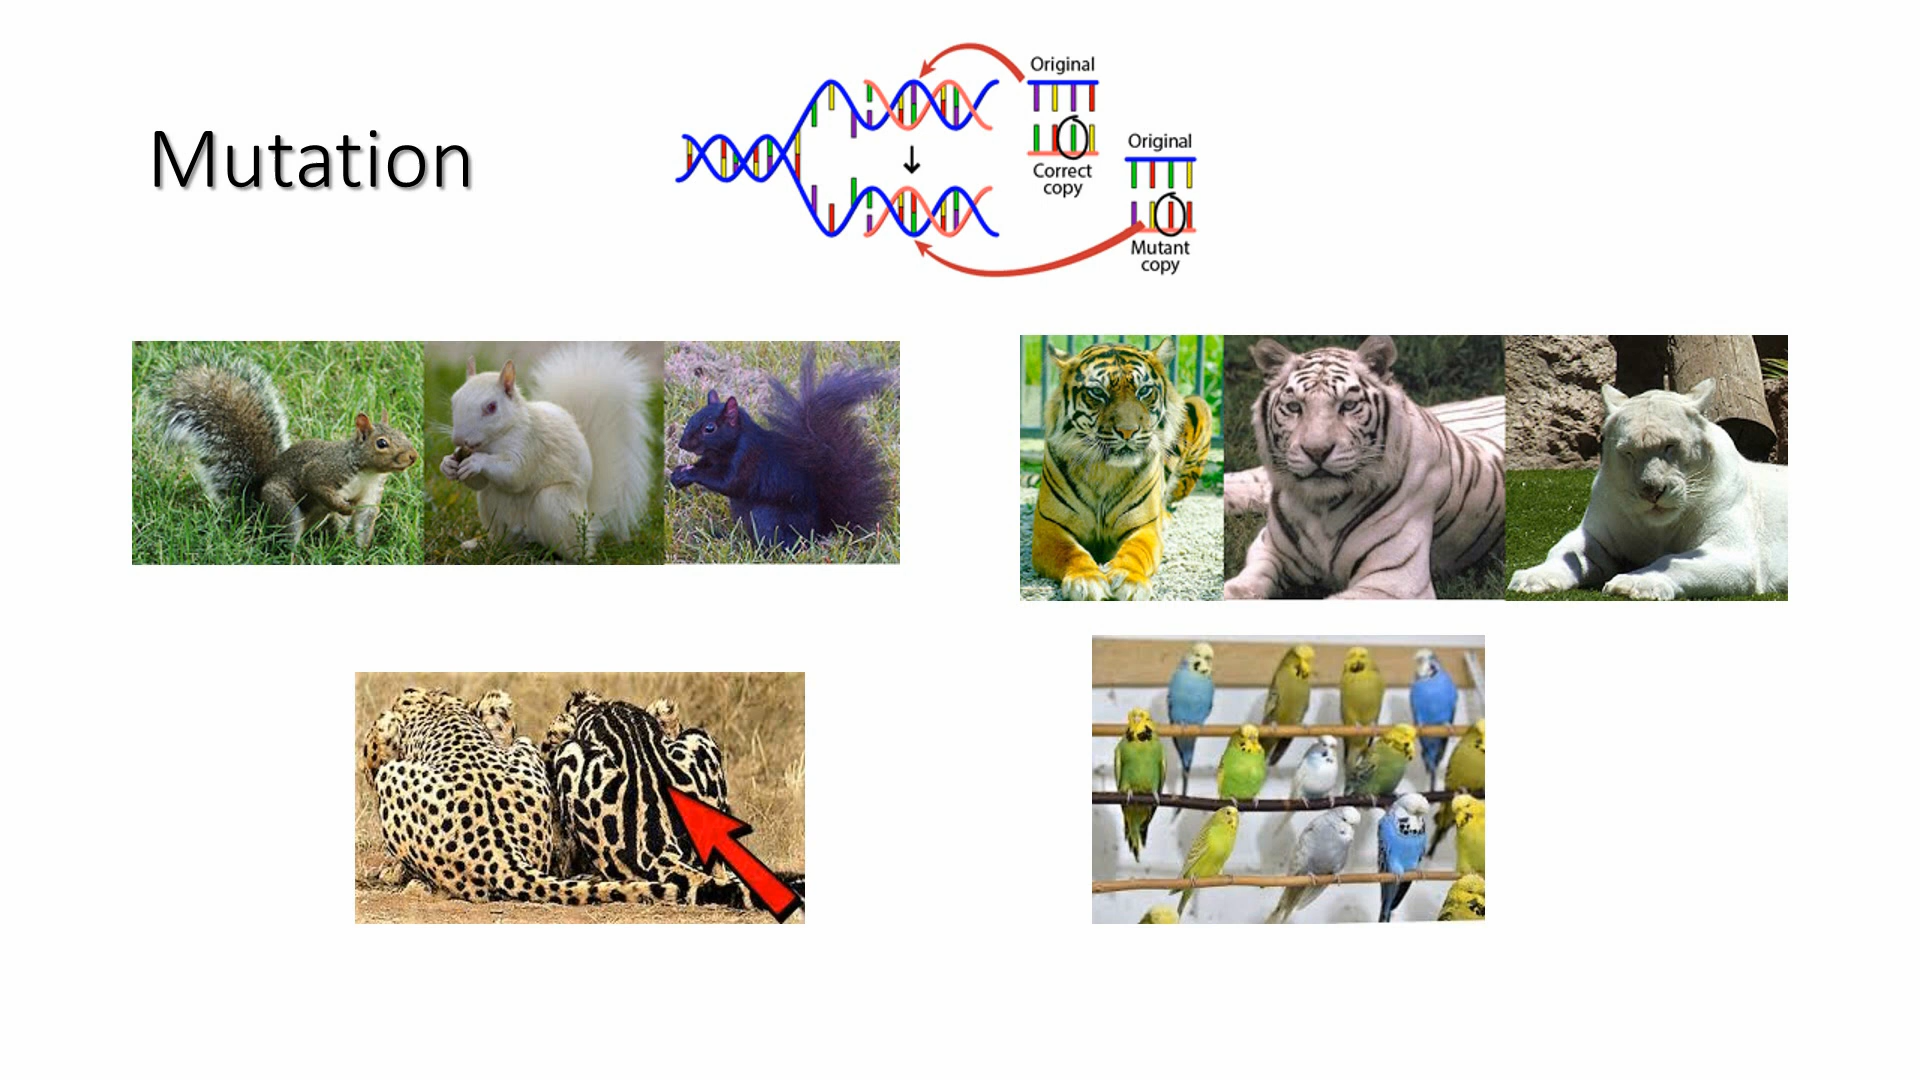 Mutation
Original
Correct
copy
Original
Mutant
copy